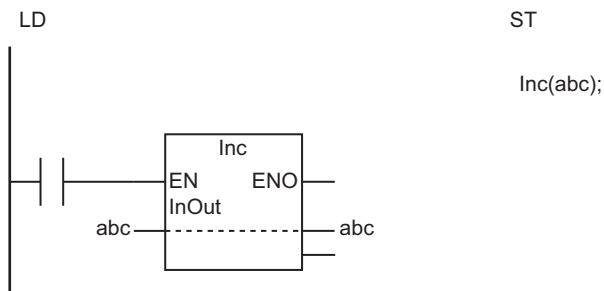 LD
ST
Inc(abc);
Inc
EN ENO
InOut
abc abc